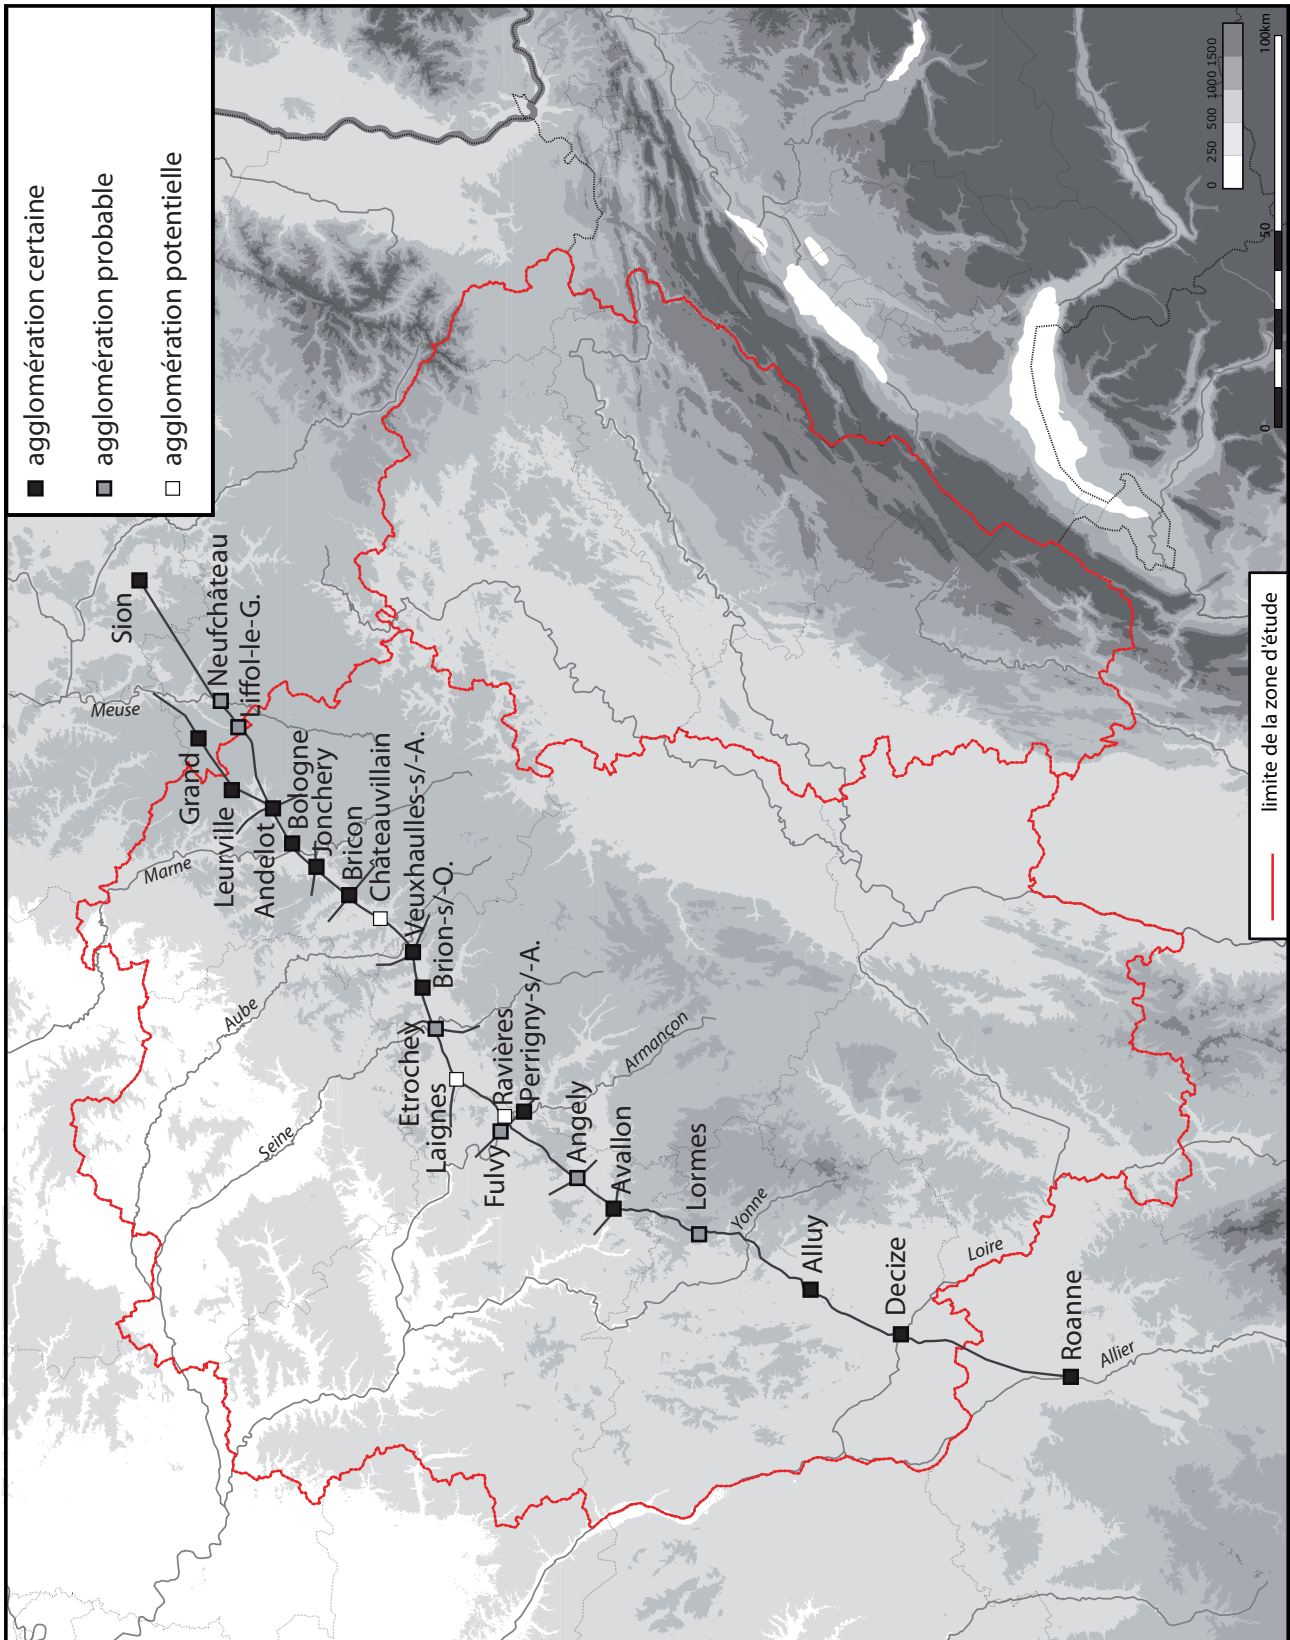 agglomération certaine
agglomération probable
agglomération potentielle
Sion
Neufchâteau
Liffol-le-G.
Meuse
Grand
Leurville
Andelot
Bologne
Jonchery
Marne
Bricon
Châteauvillain
Veuxhaulles-s/-A.
Brion-s/-O.
Aube
Etrochey
Laignes
Ravières
Perrigny-s/-A.
Armançon
Seine
Fulvy
Angely
Avallon
Lormes
Yonne
Alluy
Decize
Loire
Roanne
Allier
0 250 500 1000 1500
0 50 100km
limite de la zone d'étude